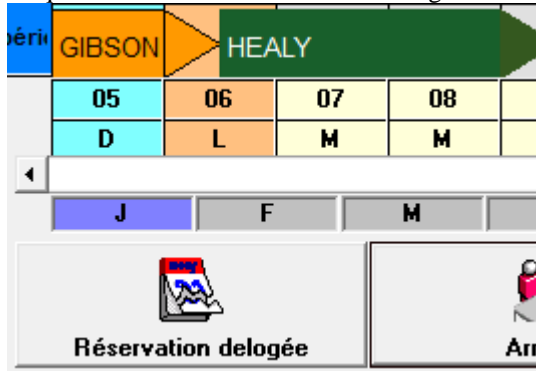 GIBSON HEALY
05 06 07 08
D L M M
J F M
Réservation delogée